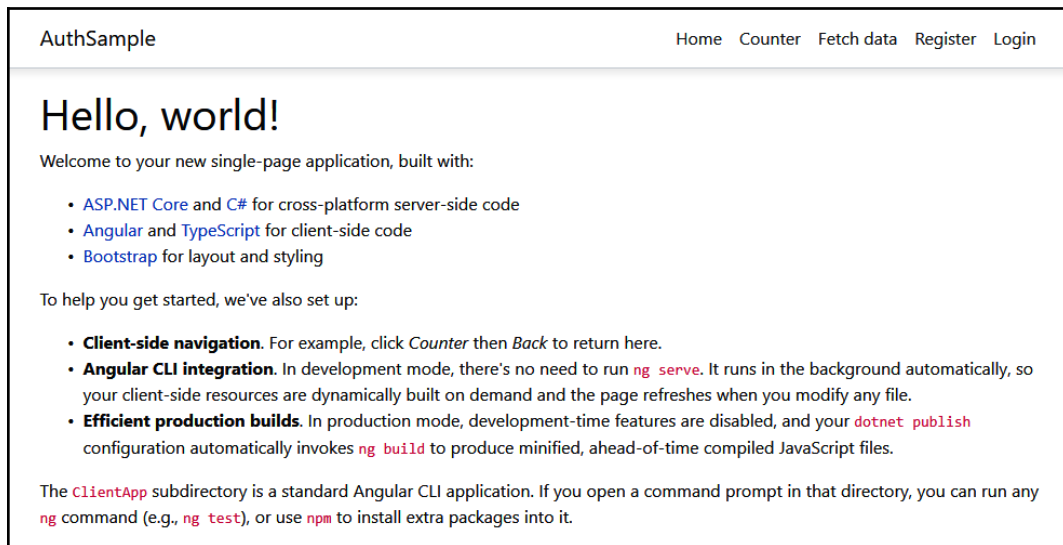 AuthSample
Home Counter Fetch data Register Login
Hello, world!
Welcome to your new single-page application, built with:
• ASP.NET Core and C# for cross-platform server-side code
• Angular and TypeScript for client-side code
• Bootstrap for layout and styling
To help you get started, we've also set up:
• Client-side navigation. For example, click Counter then Back to return here.
• Angular CLI integration. In development mode, there's no need to run ng serve. It runs in the background automatically, so
your client-side resources are dynamically built on demand and the page refreshes when you modify any file.
• Efficient production builds. In production mode, development-time features are disabled, and your dotnet publish
configuration automatically invokes ng build to produce minified, ahead-of-time compiled JavaScript files.
The ClientApp subdirectory is a standard Angular CLI application. If you open a command prompt in that directory, you can run any
ng command (e.g., ng test), or use npm to install extra packages into it.